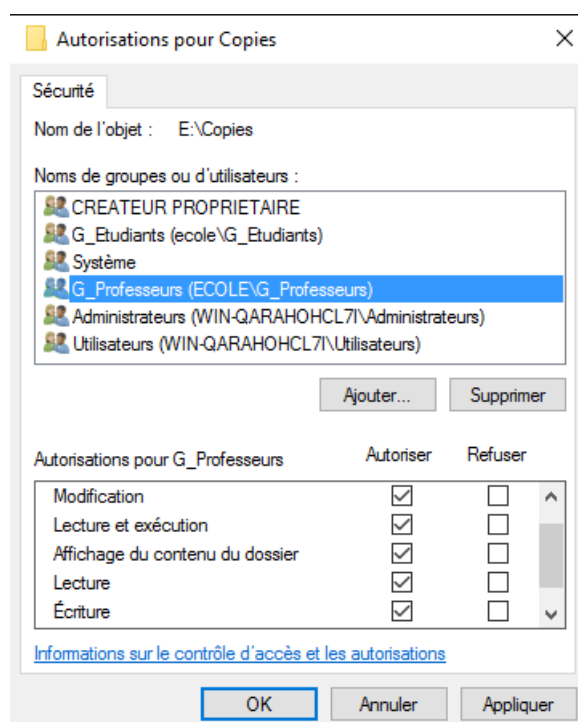 Autorisations pour Copies
Sécurité
Nom de l'objet : E:\Copies
Noms de groupes ou d'utilisateurs :
CREATEUR PROPRIETAIRE
G_Etudiants (ecole\G_Etudiants)
Système
G_Professeurs (ECOLE\G_Professeurs)
Administrateurs (WIN-QARAHOHCL7I\Administrateurs)
Utilisateurs (WIN-QARAHOHCL7I\Utilisateurs)
Ajouter... Supprimer
Autorisations pour G_Professeurs Autoriser Refuser
Modification
Lecture et exécution
Affichage du contenu du dossier
Lecture
Écriture
Informations sur le contrôle d'accès et les autorisations
OK Annuler Appliquer